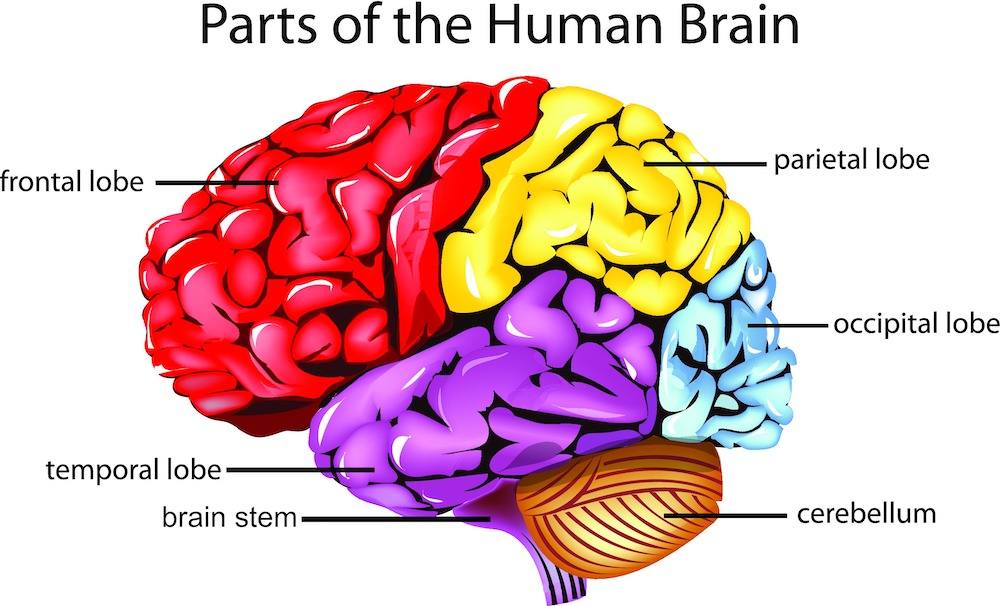 Parts of the Human Brain
frontal lobe
parietal lobe
occipital lobe
temporal lobe
brain stem
cerebellum